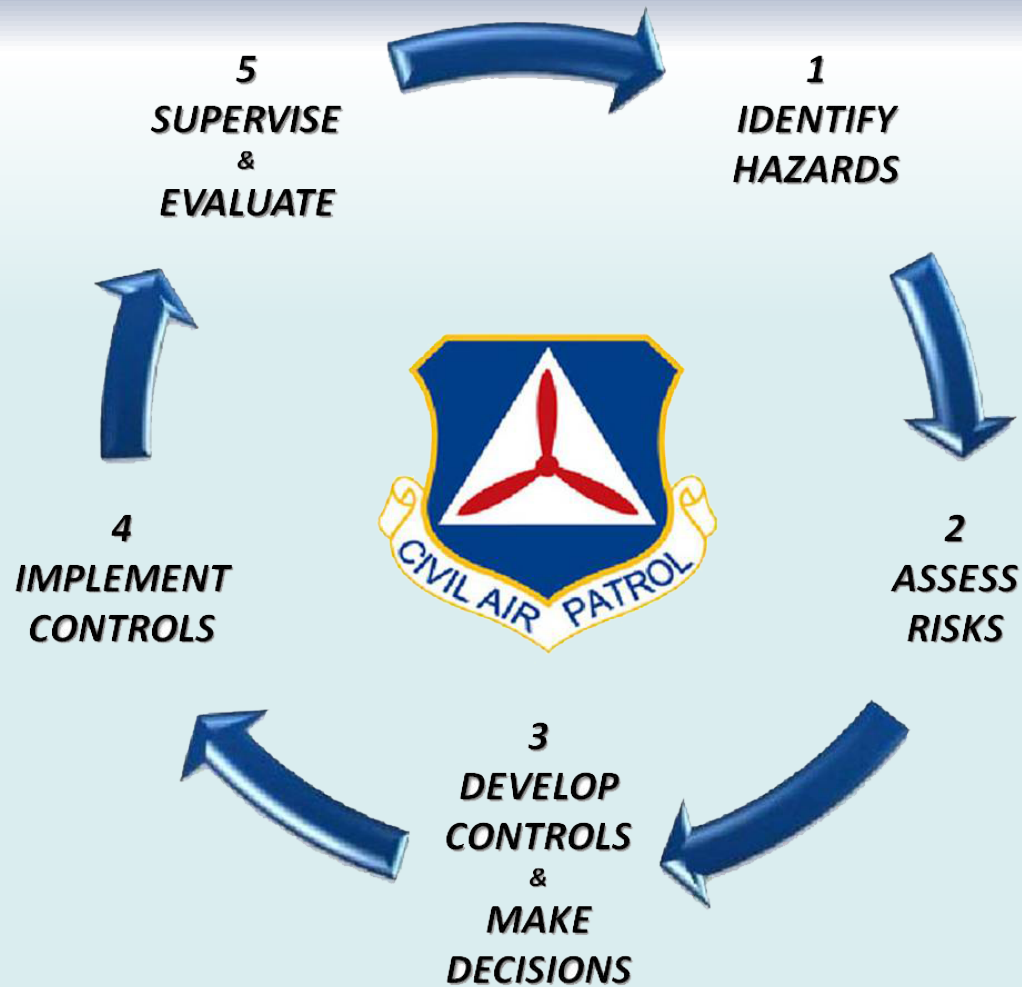 5
SUPERVISE
&
EVALUATE
1
IDENTIFY
HAZARDS
2
ASSESS
RISKS
3
DEVELOP
CONTROLS
&
MAKE
DECISIONS
4
IMPLEMENT
CONTROLS
CIVIL AIR PATROL